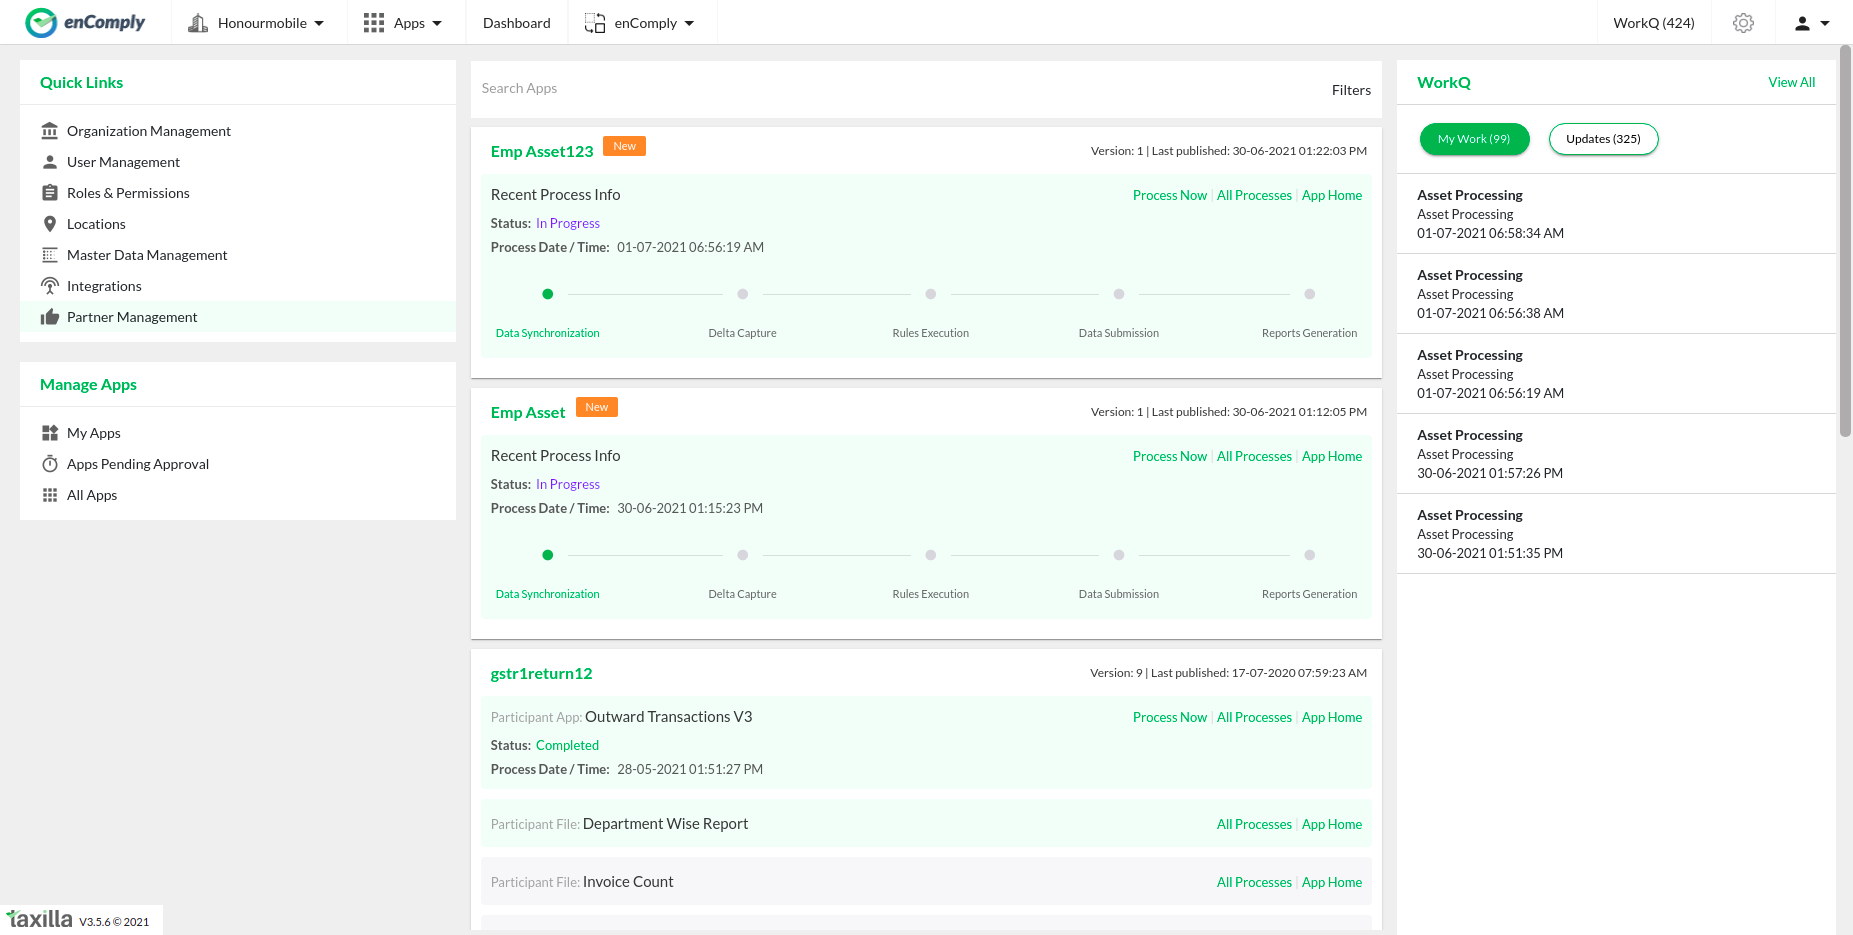 enComply
Honourmobile
Apps
Dashboard
enComply
WorkQ (424)
Quick Links
Organization Management
User Management
Roles & Permissions
Locations
Master Data Management
Integrations
Partner Management
Manage Apps
My Apps
Apps Pending Approval
All Apps
Search Apps
Filters
Emp Asset123 New
Version: 1 | Last published: 30-06-2021 01:22:03 PM
Recent Process Info
Process Now | All Processes | App Home
Status: In Progress
Process Date / Time: 01-07-2021 06:56:19 AM
Data Synchronization
Delta Capture
Rules Execution
Data Submission
Reports Generation
Emp Asset New
Version: 1 | Last published: 30-06-2021 01:12:05 PM
Recent Process Info
Process Now | All Processes | App Home
Status: In Progress
Process Date / Time: 30-06-2021 01:15:23 PM
Data Synchronization
Delta Capture
Rules Execution
Data Submission
Reports Generation
gstr1return12
Version: 9 | Last published: 17-07-2020 07:59:23 AM
Participant App: Outward Transactions V3
Process Now | All Processes | App Home
Status: Completed
Process Date / Time: 28-05-2021 01:51:27 PM
Participant File: Department Wise Report
All Processes | App Home
Participant File: Invoice Count
All Processes | App Home
WorkQ
View All
My Work (99)
Updates (325)
Asset Processing
Asset Processing
01-07-2021 06:58:34 AM
Asset Processing
Asset Processing
01-07-2021 06:56:38 AM
Asset Processing
Asset Processing
01-07-2021 06:56:19 AM
Asset Processing
Asset Processing
30-06-2021 01:57:26 PM
Asset Processing
Asset Processing
30-06-2021 01:51:35 PM
taxilla V3.5.6 © 2021